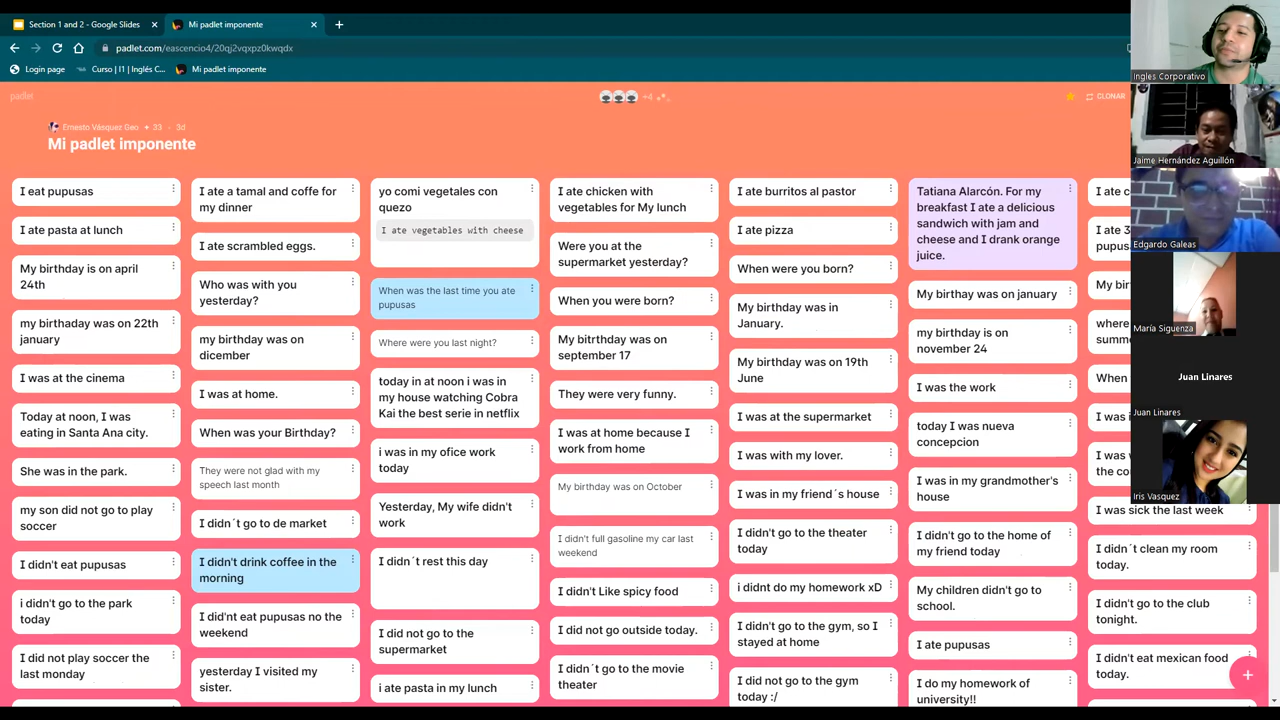 Section 1 and 2 - Google Slides
Mi padlet imponente
padlet.com/eascencio4/20qj2vqxpz0kwqdx
Login page
Curso | I1 | Inglés C...
Mi padlet imponente
padlet
+4
CLONAR
Ernesto Vásquez Gao + 33 · 3d
Mi padlet imponente
I eat pupusas
I ate pasta at lunch
My birthday is on april
24th
my birthaday was on 22th
january
I was at the cinema
Today at noon, I was
eating in Santa Ana city.
She was in the park.
my son did not go to play
soccer
I didn't eat pupusas
i didn't go to the park
today
I did not play soccer the
last monday
I ate a tamal and coffe for
my dinner
I ate scrambled eggs.
Who was with you
yesterday?
my birthday was on
dicember
I was at home.
When was your Birthday?
They were not glad with my
speech last month
I didn´t go to de market
I didn't drink coffee in the
morning
I did'nt eat pupusas no the
weekend
yesterday I visited my
sister.
yo comi vegetales con
quezo
I ate vegetables with cheese
When was the last time you ate
pupusas
Where were you last night?
today in at noon i was in
my house watching Cobra
Kai the best serie in netflix
i was in my ofice work
today
Yesterday, My wife didn't
work
I didn´t rest this day
I did not go to the
supermarket
i ate pasta in my lunch
I ate chicken with
vegetables for My lunch
Were you at the
supermarket yesterday?
When you were born?
My bitrthday was on
september 17
They were very funny.
I was at home because I
work from home
My birthday was on October
I didn't full gasoline my car last
weekend
I didn't Like spicy food
I did not go outside today.
I didn´t go to the movie
theater
I ate burritos al pastor
I ate pizza
When were you born?
My birthday was in
January.
My birthday was on 19th
June
I was at the supermarket
I was with my lover.
I was in my friend´s house
I didn't go to the theater
today
i didnt do my homework xD
I didn't go to the gym, so I
stayed at home
I did not go to the gym
today :/
Tatiana Alarcón. For my
breakfast I ate a delicious
sandwich with jam and
cheese and I drank orange
juice.
My birthay was on january
my birthday is on
november 24
I was the work
today I was nueva
concepcion
I was in my grandmother's
house
I didn't go to the home of
my friend today
My children didn't go to
school.
I ate pupusas
I do my homework of
university!!
I ate c
I ate 3
pupus
My birt
where
summe
When
I was i
I was
the co
I was sick the last week
I didn´t clean my room
today.
I didn't go to the club
tonight.
I didn't eat mexican food
today.
Ingles Corporativo
Jaime Hernández Aguillón
Edgardo Galeas
María Sigüenza
Juan Linares
Juan Linares
Iris Vasquez